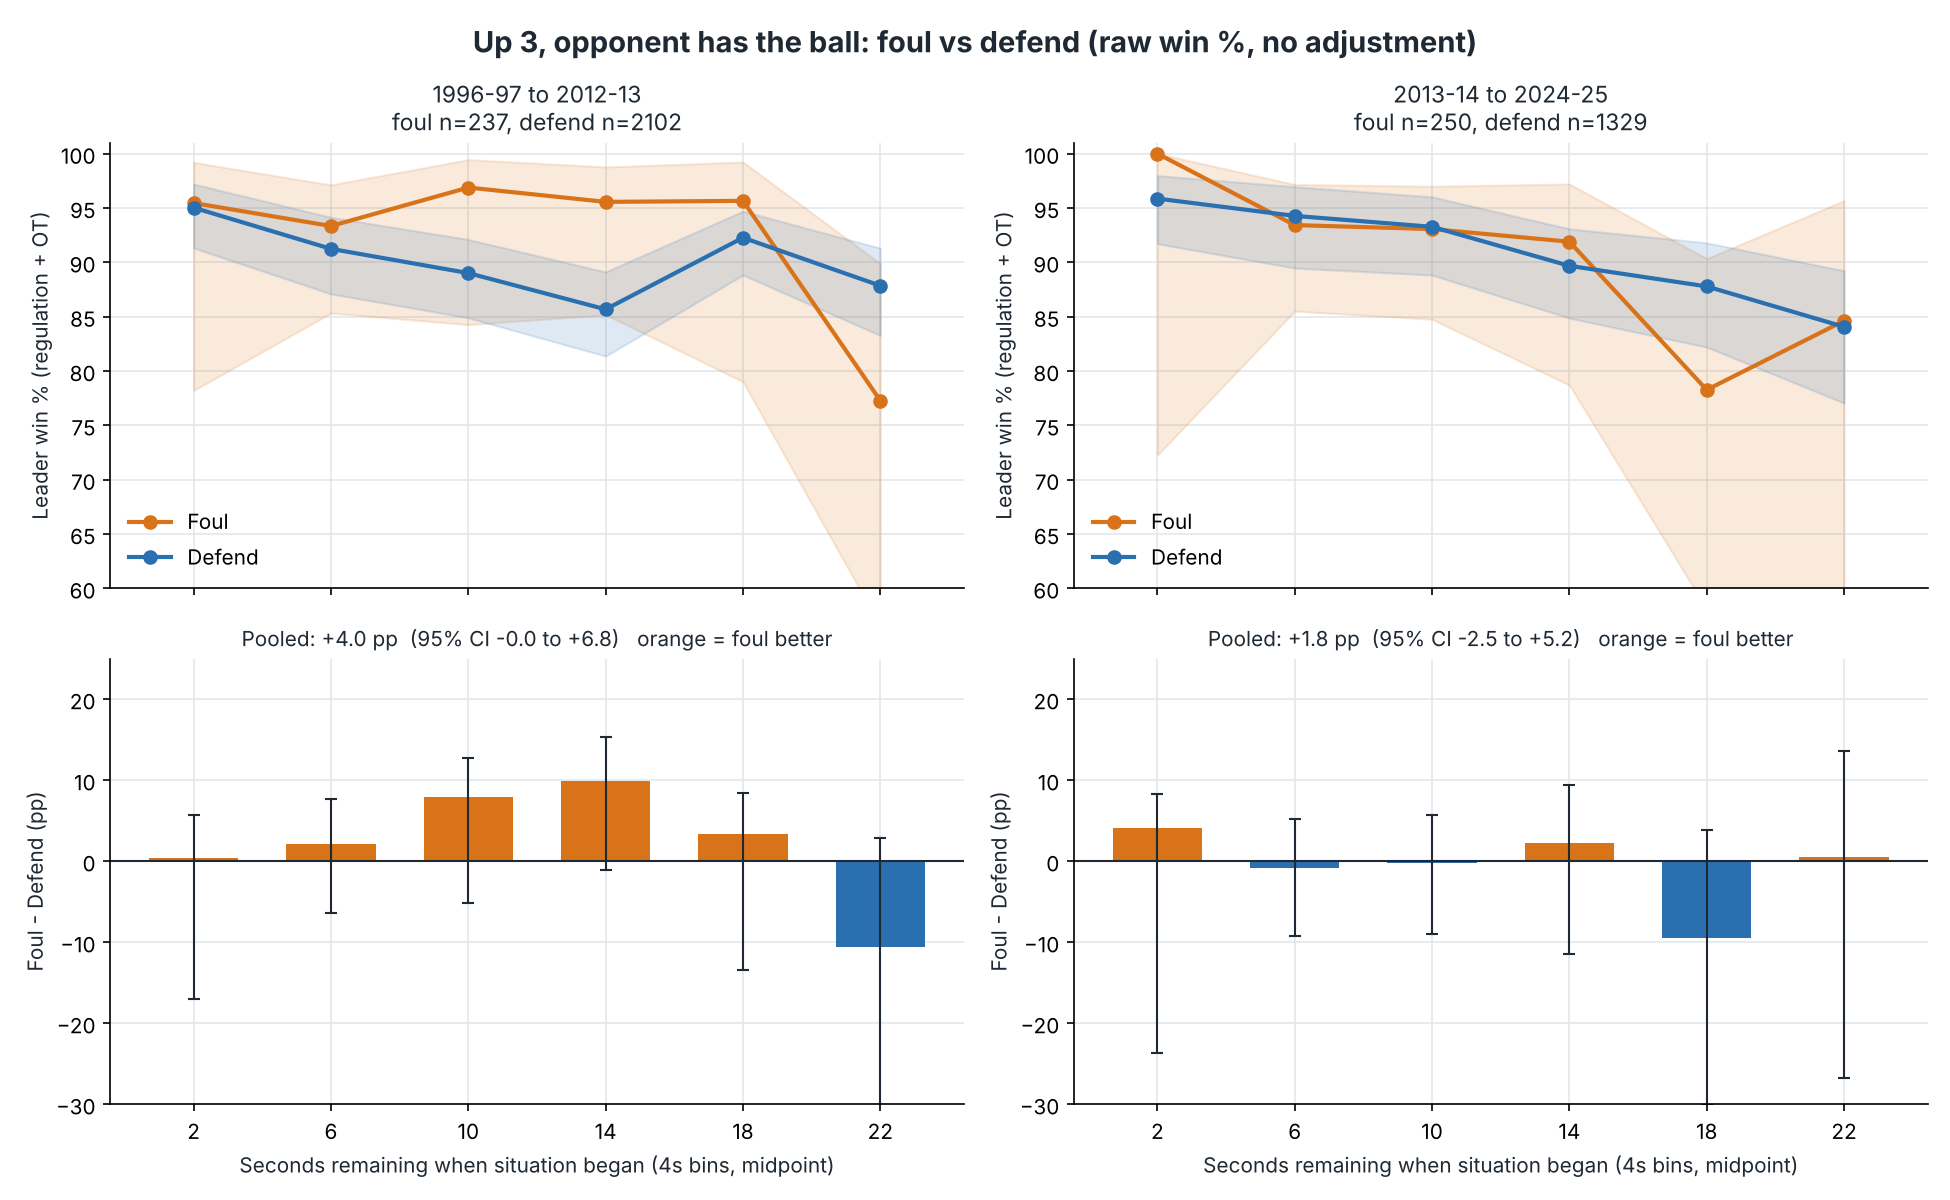 Up 3, opponent has the ball: foul vs defend (raw win %, no adjustment)
1996-97 to 2012-13
foul n=237, defend n=2102
Leader win % (regulation + OT)
100
95
90
85
80
75
70
65
60
Foul
Defend
2013-14 to 2024-25
foul n=250, defend n=1329
Leader win % (regulation + OT)
100
95
90
85
80
75
70
65
60
Foul
Defend
Pooled: +4.0 pp (95% CI -0.0 to +6.8) orange = foul better
Foul - Defend (pp)
20
10
0
−10
−20
−30
2 6 10 14 18 22
Seconds remaining when situation began (4s bins, midpoint)
Pooled: +1.8 pp (95% CI -2.5 to +5.2) orange = foul better
Foul - Defend (pp)
20
10
0
−10
−20
−30
2 6 10 14 18 22
Seconds remaining when situation began (4s bins, midpoint)